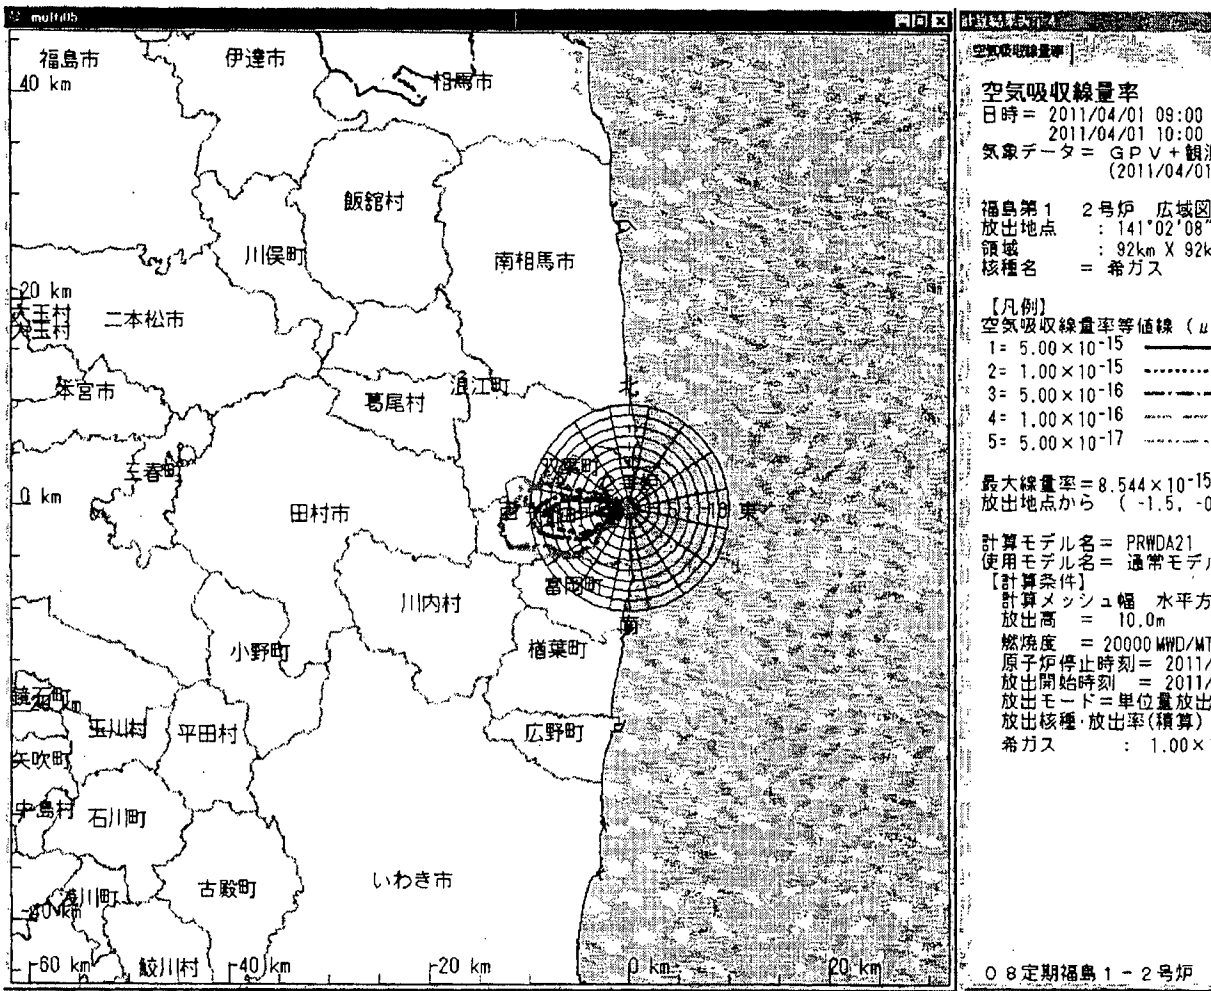 multi05
福島市
伊達市
相馬市
40 km
飯舘村
川俣町
南相馬市
20 km
大玉村
大玉村
二本松市
本宮市
浪江町
葛尾村
北
三春町
双葉町
0 km
田村市
西
東
富岡町
川内村
南
小野町
楢葉町
鏡石町
玉川村
平田村
広野町
矢吹町
中島村
石川町
浅川町
古殿町
いわき市
-40 km
鮫川村
-60 km
-40 km
-20 km
0 km
20 km
空気吸収線量率
空気吸収線量率
日時= 2011/04/01 09:00
2011/04/01 10:00
気象データ= GPV+観測
(2011/04/01
福島第1 2号炉 広域図
放出地点 : 141°02'08"
領域 : 92km X 92k
核種名 = 希ガス
【凡例】
空気吸収線量率等値線 (μ
1= 5.00×10-15
2= 1.00×10-15
3= 5.00×10-16
4= 1.00×10-16
5= 5.00×10-17
最大線量率=8.544×10-15
放出地点から ( -1.5, -0
計算モデル名= PRWDA21
使用モデル名= 通常モデル
【計算条件】
計算メッシュ幅 水平方
放出高 = 10.0m
燃焼度 = 20000MWD/MT
原子炉停止時刻= 2011/
放出開始時刻 = 2011/
放出モード=単位量放出
放出核種・放出率(積算)
希ガス : 1.00×
08定期福島1-2号炉